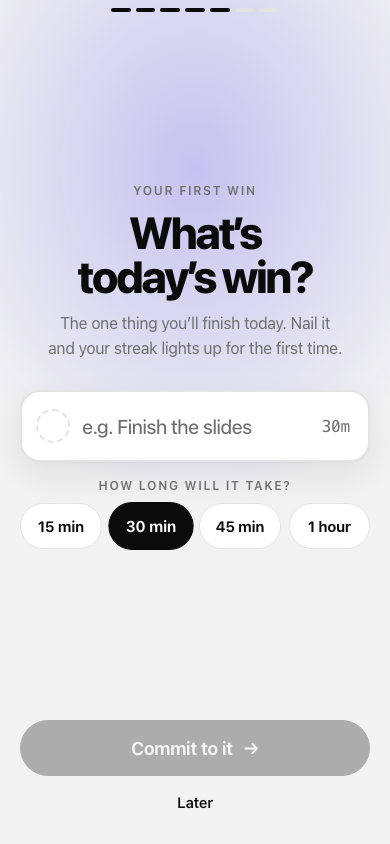 YOUR FIRST WIN
What's
today's win?
The one thing you'll finish today. Nail it
and your streak lights up for the first time.
e.g. Finish the slides 30m
HOW LONG WILL IT TAKE?
15 min 30 min 45 min 1 hour
Commit to it →
Later